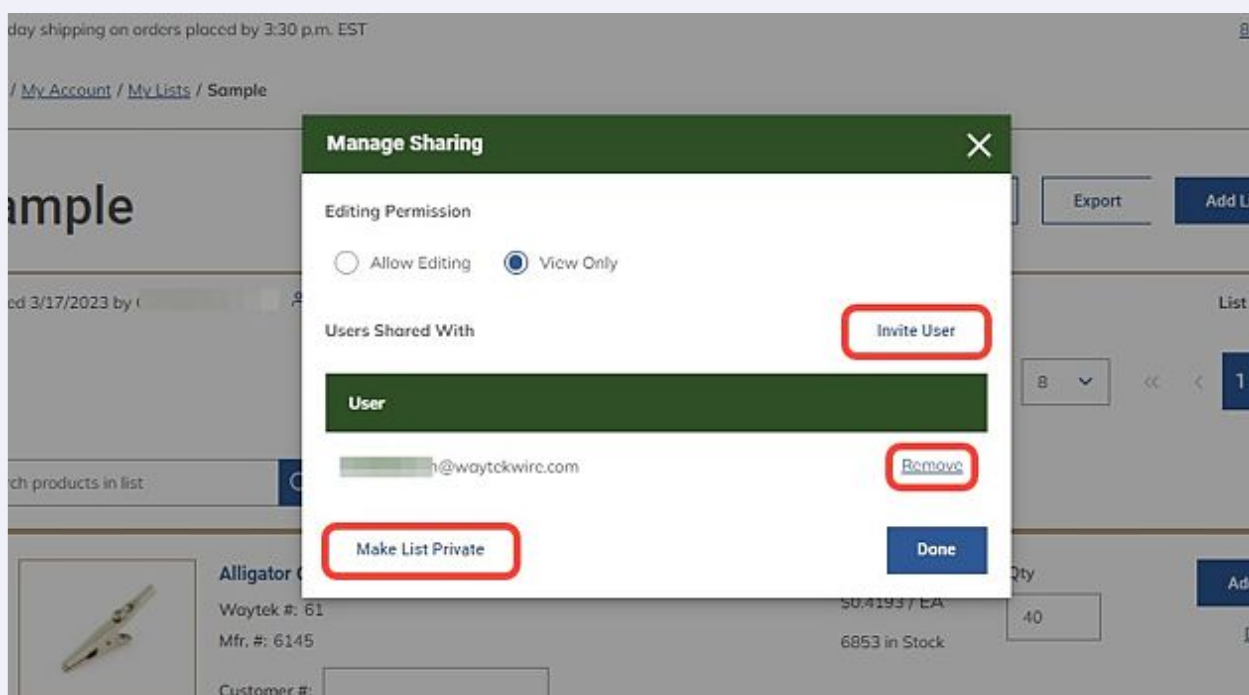 day shipping on orders placed by 3:30 p.m. EST
/ My Account / My Lists / Sample
Manage Sharing
ample
Export
Editing Permission
Allow Editing View Only
ed 3/17/2023 by
List
Users Shared With
Invite User
8
1
User
@waytekwire.com
Remove
ch products in list
Make List Private
Done
Alligator
Qty
Waytek #: 61
$0.4193 / EA
40
Mfr. #: 6145
6853 in Stock
Customer #: